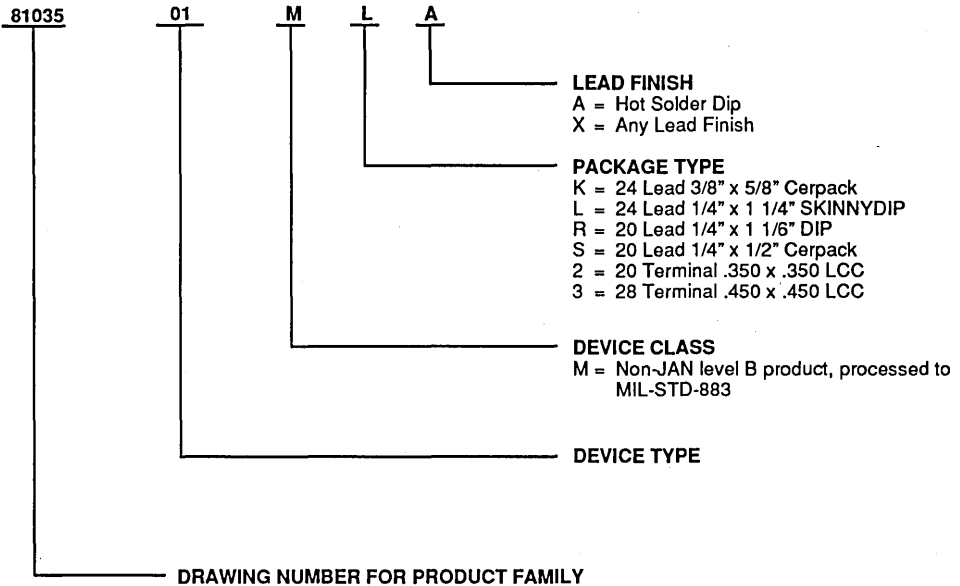 81035 01 M L A
LEAD FINISH
A = Hot Solder Dip
X = Any Lead Finish
PACKAGE TYPE
K = 24 Lead 3/8" x 5/8" Cerpack
L = 24 Lead 1/4" x 1 1/4" SKINNYDIP
R = 20 Lead 1/4" x 1 1/6" DIP
S = 20 Lead 1/4" x 1/2" Cerpack
2 = 20 Terminal .350 x .350 LCC
3 = 28 Terminal .450 x .450 LCC
DEVICE CLASS
M = Non-JAN level B product, processed to
MIL-STD-883
DEVICE TYPE
DRAWING NUMBER FOR PRODUCT FAMILY